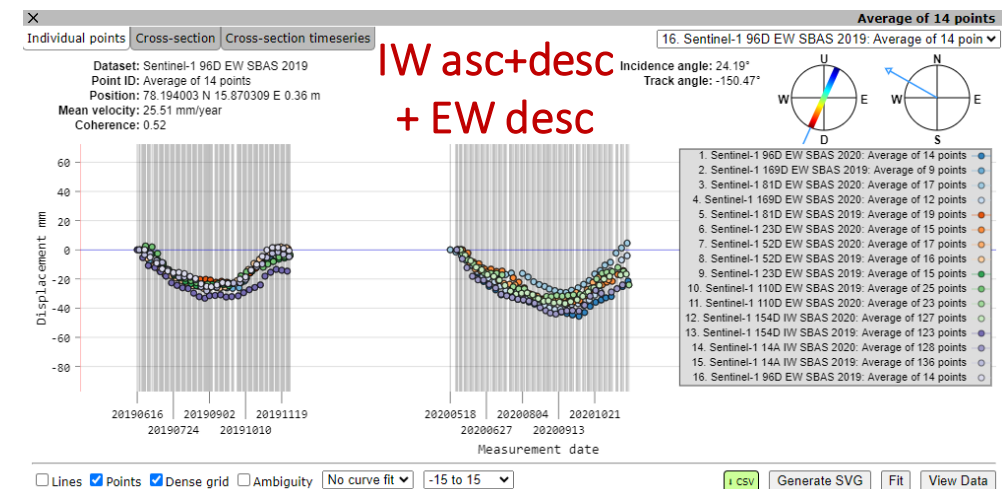 X
Average of 14 points
Individual points Cross-section Cross-section timeseries
16. Sentinel-1 96D EW SBAS 2019: Average of 14 poin
IW asc+desc
+ EW desc
Dataset: Sentinel-1 96D EW SBAS 2019
Point ID: Average of 14 points
Position: 78.194003 N 15.870309 E 0.36 m
Mean velocity: 25.51 mm/year
Coherence: 0.52
Incidence angle: 24.19°
Track angle: -150.47°
U
W E
D
N
W E
S
1. Sentinel-1 96D EW SBAS 2020: Average of 14 points
2. Sentinel-1 169D EW SBAS 2019: Average of 9 points
3. Sentinel-1 81D EW SBAS 2020: Average of 17 points
4. Sentinel-1 169D EW SBAS 2020: Average of 12 points
5. Sentinel-1 81D EW SBAS 2019: Average of 19 points
6. Sentinel-1 23D EW SBAS 2020: Average of 15 points
7. Sentinel-1 52D EW SBAS 2020: Average of 17 points
8. Sentinel-1 52D EW SBAS 2019: Average of 16 points
9. Sentinel-1 23D EW SBAS 2019: Average of 15 points
10. Sentinel-1 110D EW SBAS 2019: Average of 25 points
11. Sentinel-1 110D EW SBAS 2020: Average of 23 points
12. Sentinel-1 154D IW SBAS 2020: Average of 127 points
13. Sentinel-1 154D IW SBAS 2019: Average of 123 points
14. Sentinel-1 14A IW SBAS 2020: Average of 128 points
15. Sentinel-1 14A IW SBAS 2019: Average of 136 points
16. Sentinel-1 96D EW SBAS 2019: Average of 14 points
Displacement mm
60
40
20
0
-20
-40
-60
-80
20190616 20190902 20191119 20200518 20200804 20201021
20190724 20191010 20200627 20200913
Measurement date
Lines Points Dense grid Ambiguity No curve fit -15 to 15 CSV Generate SVG Fit View Data